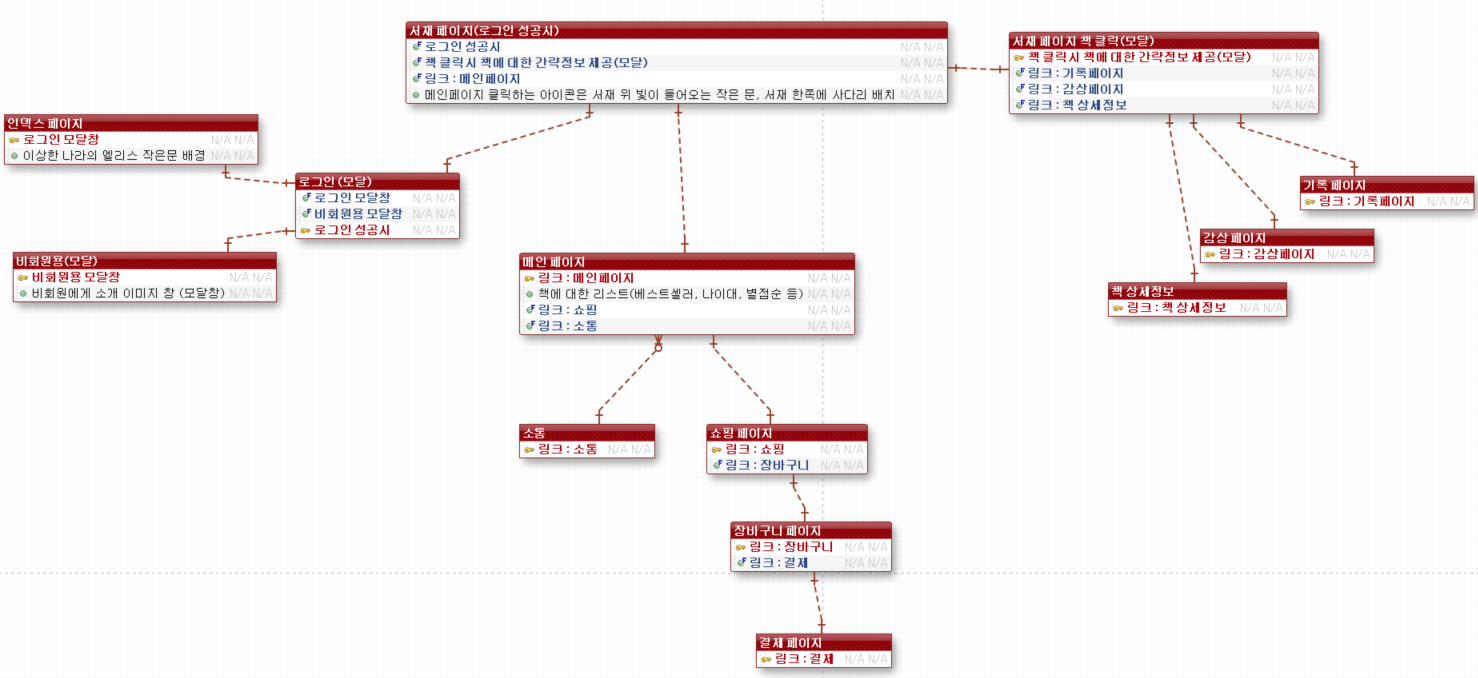 서재 페이지(로그인 성공시)
로그인 성공시 N/A N/A
책 클릭시 책에 대한 간략정보 제공(모달) N/A N/A
링크 : 메인페이지 N/A N/A
메인페이지 클릭하는 아이콘은 서재 위 빛이 들어오는 작은 문, 서재 한쪽에 사다리 배치 N/A N/A
서재 페이지 책 클릭(모달)
책 클릭시 책에 대한 간략정보 제공(모달) N/A N/A
링크 : 기록페이지 N/A N/A
링크 : 감상페이지 N/A N/A
링크 : 책 상세정보 N/A N/A
인덱스 페이지
로그인 모달창 N/A N/A
이상한 나라의 엘리스 작은문 배경 N/A N/A
로그인 (모달)
로그인 모달창 N/A N/A
비회원용 모달창 N/A N/A
로그인 성공시 N/A N/A
기록 페이지
링크 : 기록페이지 N/A N/A
감상 페이지
링크 : 감상페이지 N/A N/A
비회원용(모달)
비회원용 모달창 N/A N/A
비회원에게 소개 이미지 창 (모달창) N/A N/A
메인 페이지
링크 : 메인페이지 N/A N/A
책에 대한 리스트(베스트셀러, 나이대, 별점순 등) N/A N/A
링크 : 쇼핑 N/A N/A
링크 : 소통 N/A N/A
책 상세정보
링크 : 책 상세정보 N/A N/A
소통
링크 : 소통 N/A N/A
쇼핑 페이지
링크 : 쇼핑 N/A N/A
링크 : 장바구니 N/A N/A
장바구니 페이지
링크 : 장바구니 N/A N/A
링크 : 결제 N/A N/A
결제 페이지
링크 : 결제 N/A N/A